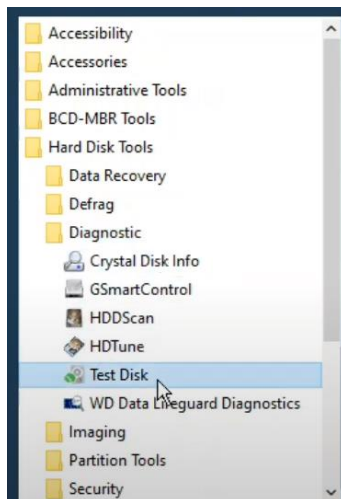 Accessibility
Accessories
Administrative Tools
BCD-MBR Tools
Hard Disk Tools
Data Recovery
Defrag
Diagnostic
Crystal Disk Info
GSmartControl
HDDScan
HDTune
Test Disk
WD Data Lifeguard Diagnostics
Imaging
Partition Tools
Security